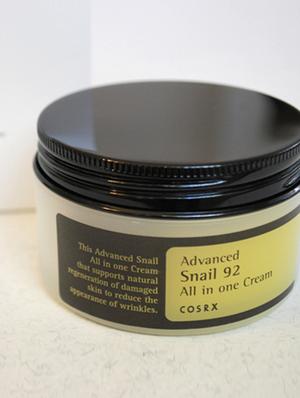 This Advanced Snail
All in one Cream
that supports natural
regeneration of damaged
skin to reduce the
appearance of wrinkles.
Advanced
Snail 92
All in one Cream
COSRX